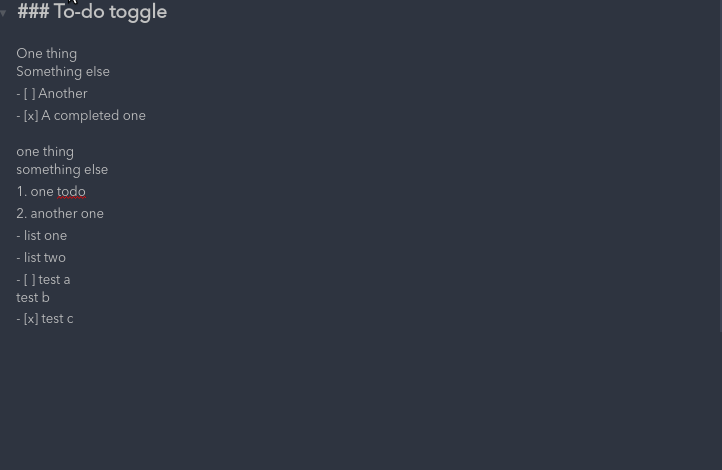 ### To-do toggle
One thing
Something else
- [ ] Another
- [x] A completed one
one thing
something else
1. one todo
2. another one
- list one
- list two
- [ ] test a
test b
- [x] test c